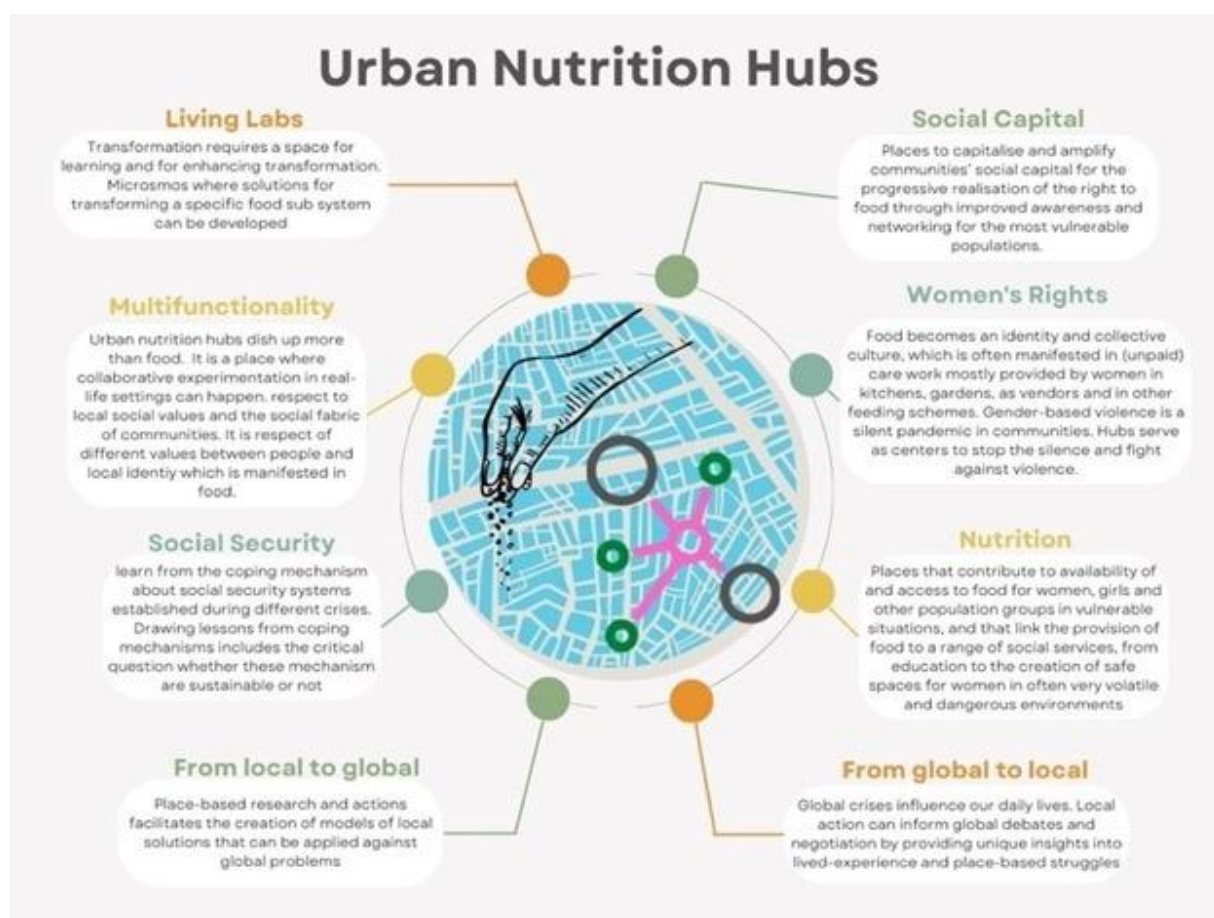 Urban Nutrition Hubs
Living Labs
Transformation requires a space for
learning and for enhancing transformation.
Microsmos where solutions for
transforming a specific food sub system
can be developed
Multifunctionality
Urban nutrition hubs dish up more
than food. It is a place where
collaborative experimentation in real-
life settings can happen. respect to
local social values and the social fabric
of communities. It is respect of
different values between people and
local identiy which is manifested in
food.
Social Security
learn from the coping mechanism
about social security systems
established during different crises.
Drawing lessons from coping
mechanisms includes the critical
question whether these mechanism
are sustainable or not
From local to global
Place-based research and actions
facilitates the creation of models of local
solutions that can be applied against
global problems
Social Capital
Places to capitalise and amplify
communities' social capital for the
progressive realisation of the right to
food through improved awareness and
networking for the most vulnerable
populations.
Women's Rights
Food becomes an identity and collective
culture, which is often manifested in (unpaid)
care work mostly provided by women in
kitchens, gardens, as vendors and in other
feeding schemes. Gender-based violence is a
silent pandemic in communities. Hubs serve
as centers to stop the silence and fight
against violence.
Nutrition
Places that contribute to availability of
and access to food for women, girls and
other population groups in vulnerable
situations, and that link the provision of
food to a range of social services, from
education to the creation of safe
spaces for women in often very volatile
and dangerous environments
From global to local
Global crises influence our daily lives. Local
action can inform global debates and
negotiation by providing unique insights into
lived-experience and place-based struggles